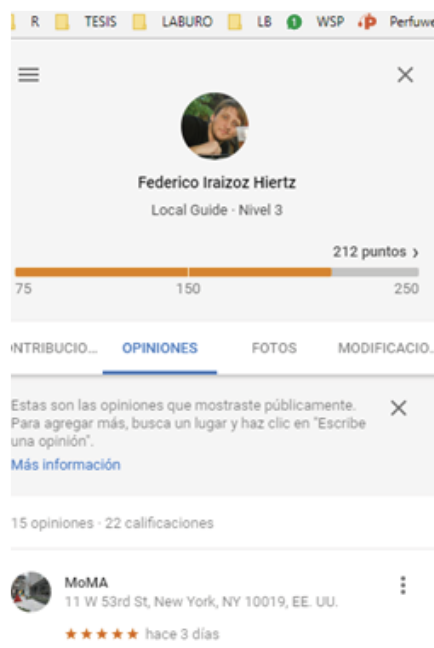 R TESIS LABURO LB WSP Perfuwe
Federico Iraizoz Hiertz
Local Guide · Nivel 3
212 puntos ›
75 150 250
NTRIBUCIO... OPINIONES FOTOS MODIFICACIO.
Estas son las opiniones que mostraste públicamente.
Para agregar más, busca un lugar y haz clic en "Escribe
una opinión".
Más información
15 opiniones · 22 calificaciones
MoMA
11 W 53rd St, New York, NY 10019, EE. UU.
hace 3 días